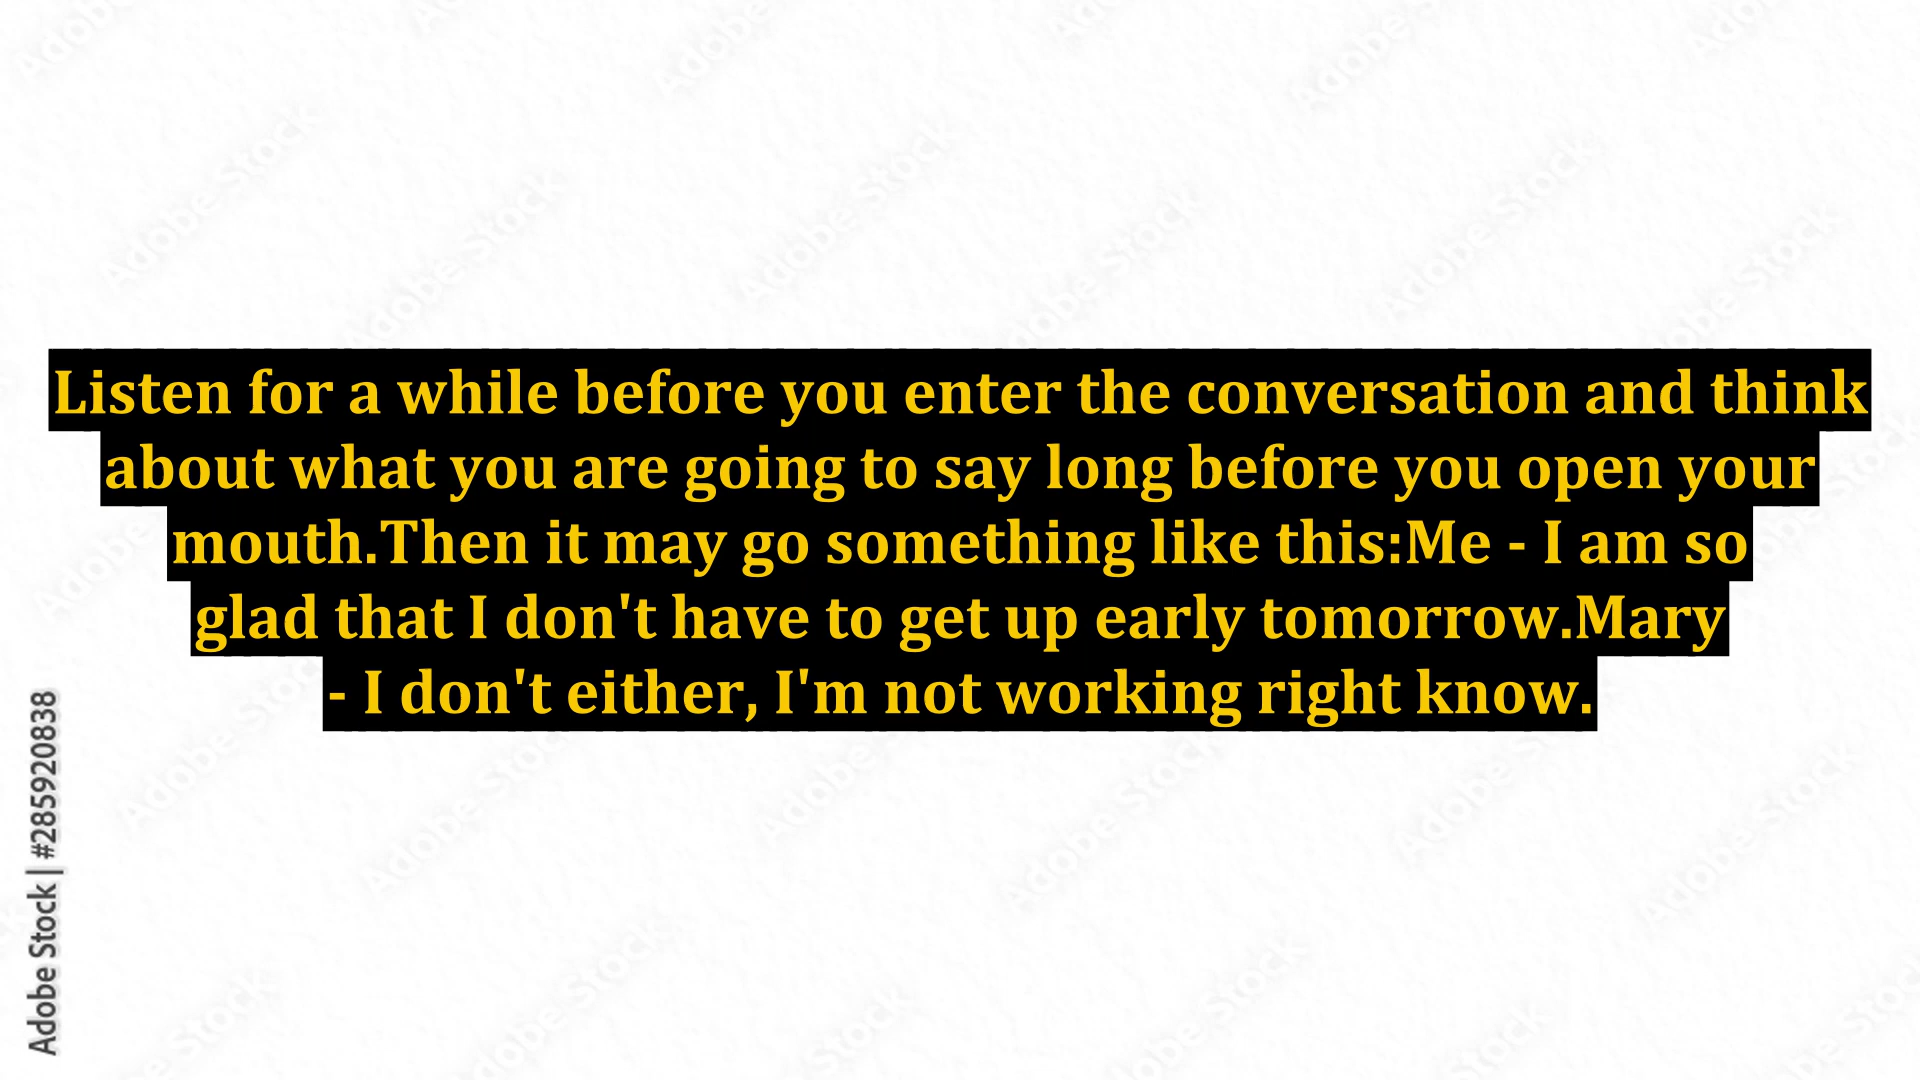 Listen for a while before you enter the conversation and think
about what you are going to say long before you open your
mouth.Then it may go something like this:Me - I am so
glad that I don't have to get up early tomorrow.Mary
- I don't either, I'm not working right know.
Adobe Stock | #285920838
Adobe Stock